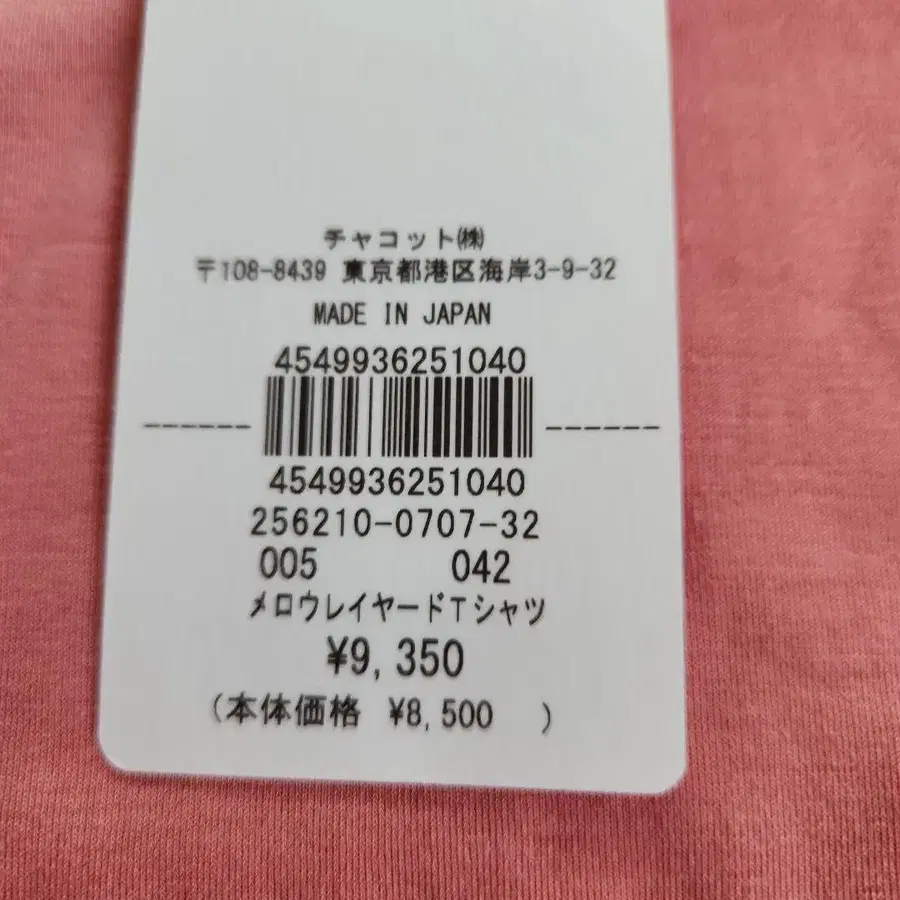 チャコット㈱
〒108-8439 東京都港区海岸3-9-32
MADE IN JAPAN
4549936251040
4549936251040
256210-0707-32
005 042
メロウレイヤードTシャツ
¥9,350
(本体価格 ¥8,500 )